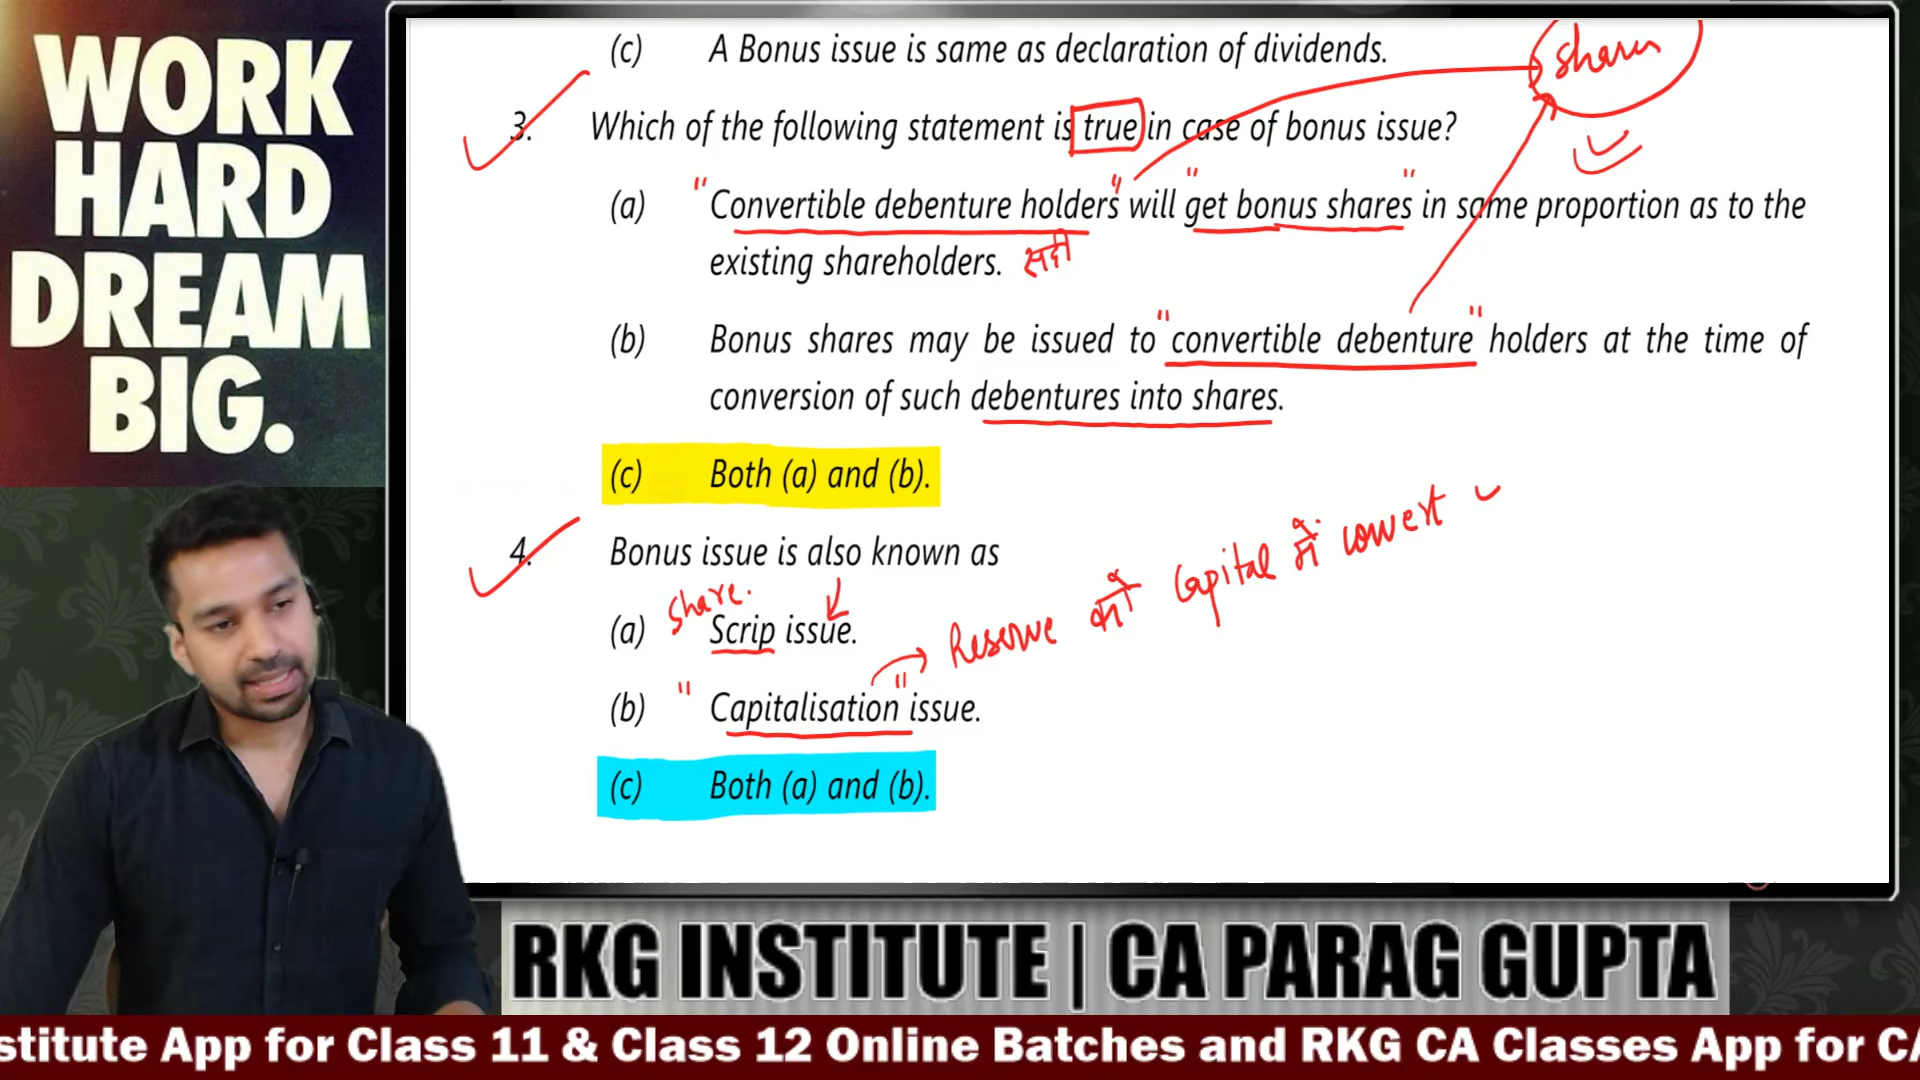 WORK
HARD
DREAM
BIG.
(c) A Bonus issue is same as declaration of dividends.
shares
3. Which of the following statement is true in case of bonus issue?
(a) "Convertible debenture holders" will "get bonus shares" in same proportion as to the
existing shareholders. सही
(b) Bonus shares may be issued to "convertible debenture" holders at the time of
conversion of such debentures into shares.
(c) Both (a) and (b).
4. Bonus issue is also known as
share.
(a) Scrip issue.
Reserve को Capital में convert
(b) "Capitalisation" issue.
(c) Both (a) and (b).
RKG INSTITUTE | CA PARAG GUPTA
stitute App for Class 11 & Class 12 Online Batches and RKG CA Classes App for CA